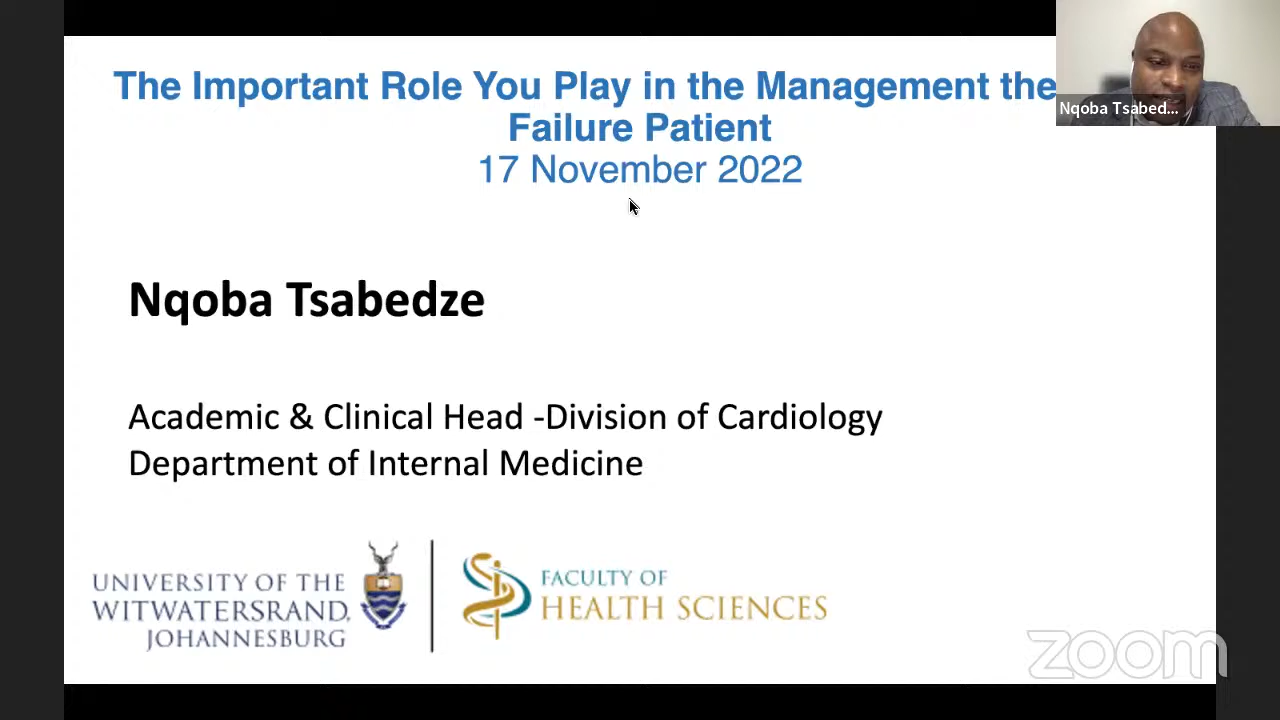 The Important Role You Play in the Management the
Failure Patient
17 November 2022
Nqoba Tsabed...
Nqoba Tsabedze
Academic & Clinical Head -Division of Cardiology
Department of Internal Medicine
UNIVERSITY OF THE
WITWATERSRAND,
JOHANNESBURG
FACULTY OF
HEALTH SCIENCES
zoom